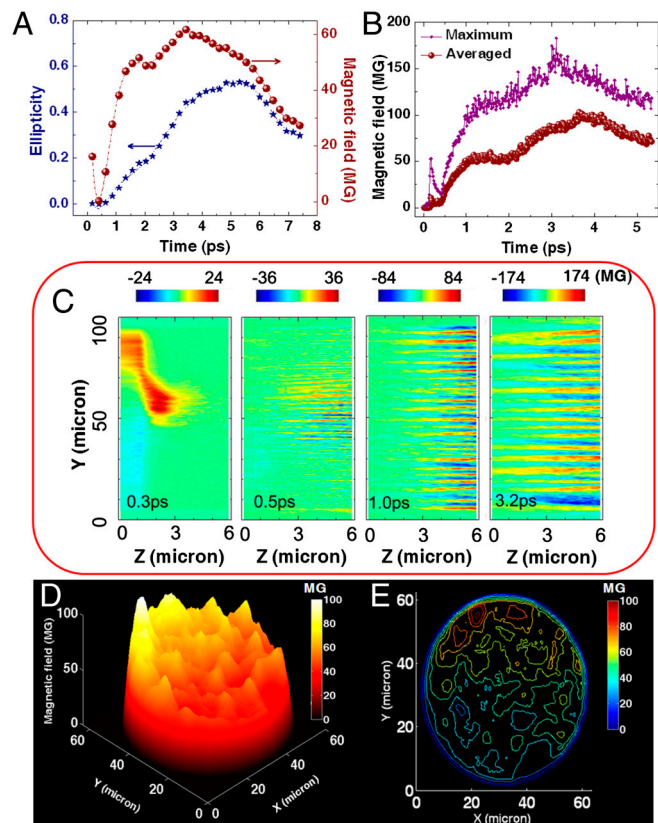 A
B
Ellipticity
0.8
0.6
0.4
0.2
0.0
0 1 2 3 4 5 6 7 8
Time (ps)
60
40
20
0
Magnetic field (MG)
Magnetic field (MG)
200
150
100
50
0
Maximum
Averaged
0 1 2 3 4 5
Time (ps)
-24 24 -36 36 -84 84 -174 174 (MG)
C
Y (micron)
100
50
0
0.3ps 0.5ps 1.0ps 3.2ps
0 3 6 0 3 6 0 3 6 0 3 6
Z (micron) Z (micron) Z (micron) Z (micron)
D
MG
100
80
60
40
20
0
Magnetic field (MG)
100
50
0
60
40
20
0
Y (micron)
0
20
40
60
X (micron)
E
MG
100
80
60
40
20
0
Y (micron)
60
50
40
30
20
10
0
0 10 20 30 40 50 60
X (micron)